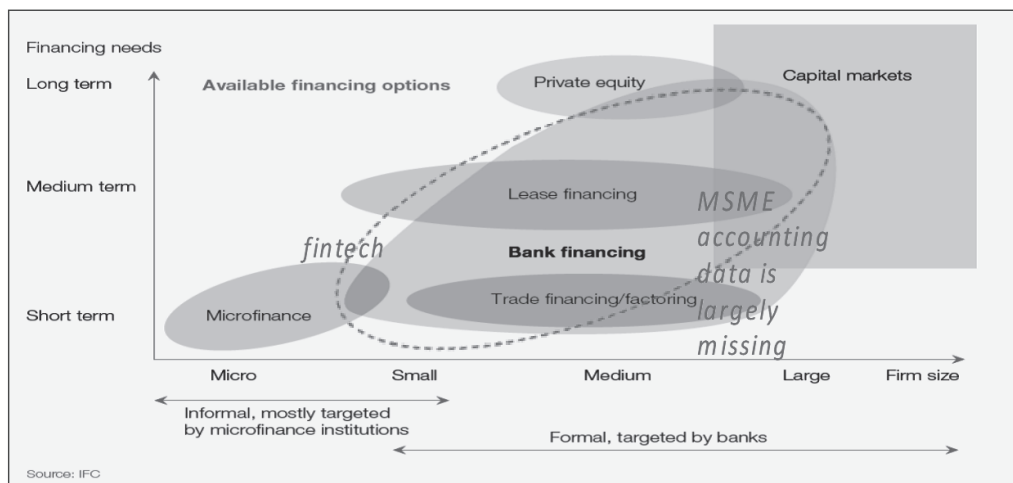 Financing needs
Long term
Available financing options
Private equity
Capital markets
Medium term
Lease financing
MSME
accounting
data is
largely
missing
fintech
Bank financing
Short term
Microfinance
Trade financing/factoring
Micro
Small
Medium
Large
Firm size
Informal, mostly targeted
by microfinance institutions
Formal, targeted by banks
Source: IFC